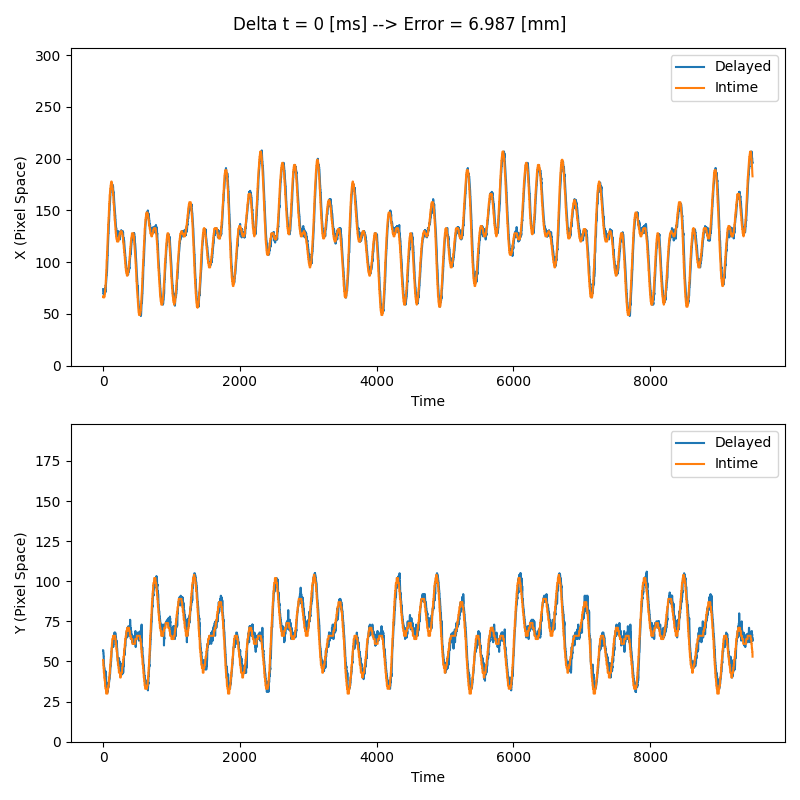 Delta t = 0 [ms] --> Error = 6.987 [mm]
300
250
200
150
100
50
0
X (Pixel Space)
Delayed
Intime
0 2000 4000 6000 8000
Time
175
150
125
100
75
50
25
0
Y (Pixel Space)
Delayed
Intime
0 2000 4000 6000 8000
Time